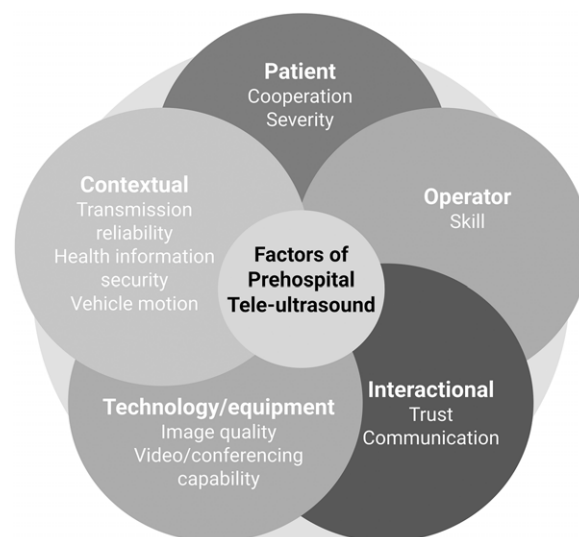 Patient
Cooperation
Severity
Contextual
Transmission
reliability
Health information
security
Vehicle motion
Operator
Skill
Factors of
Prehospital
Tele-ultrasound
Technology/equipment
Image quality
Video/conferencing
capability
Interactional
Trust
Communication